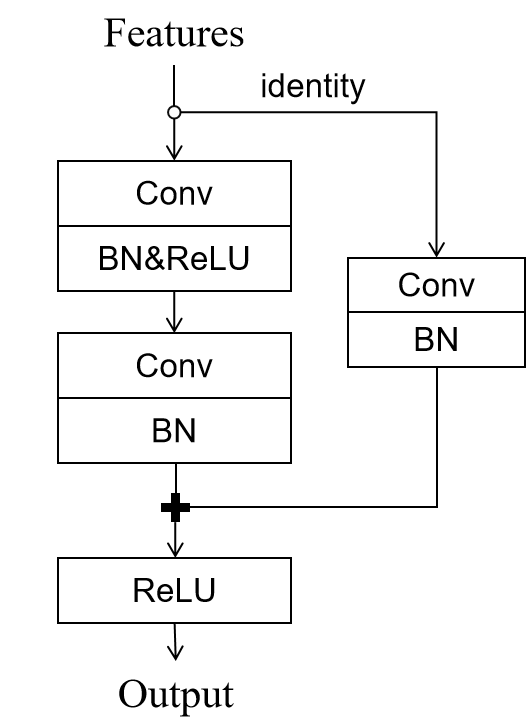 Features
identity
Conv
BN&ReLU
Conv
BN
Conv
BN
ReLU
Output